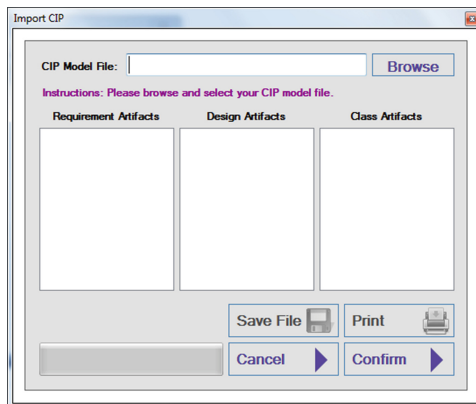 Import CIP
CIP Model File: Browse
Instructions: Please browse and select your CIP model file.
Requirement Artifacts Design Artifacts Class Artifacts
Save File Print
Cancel Confirm